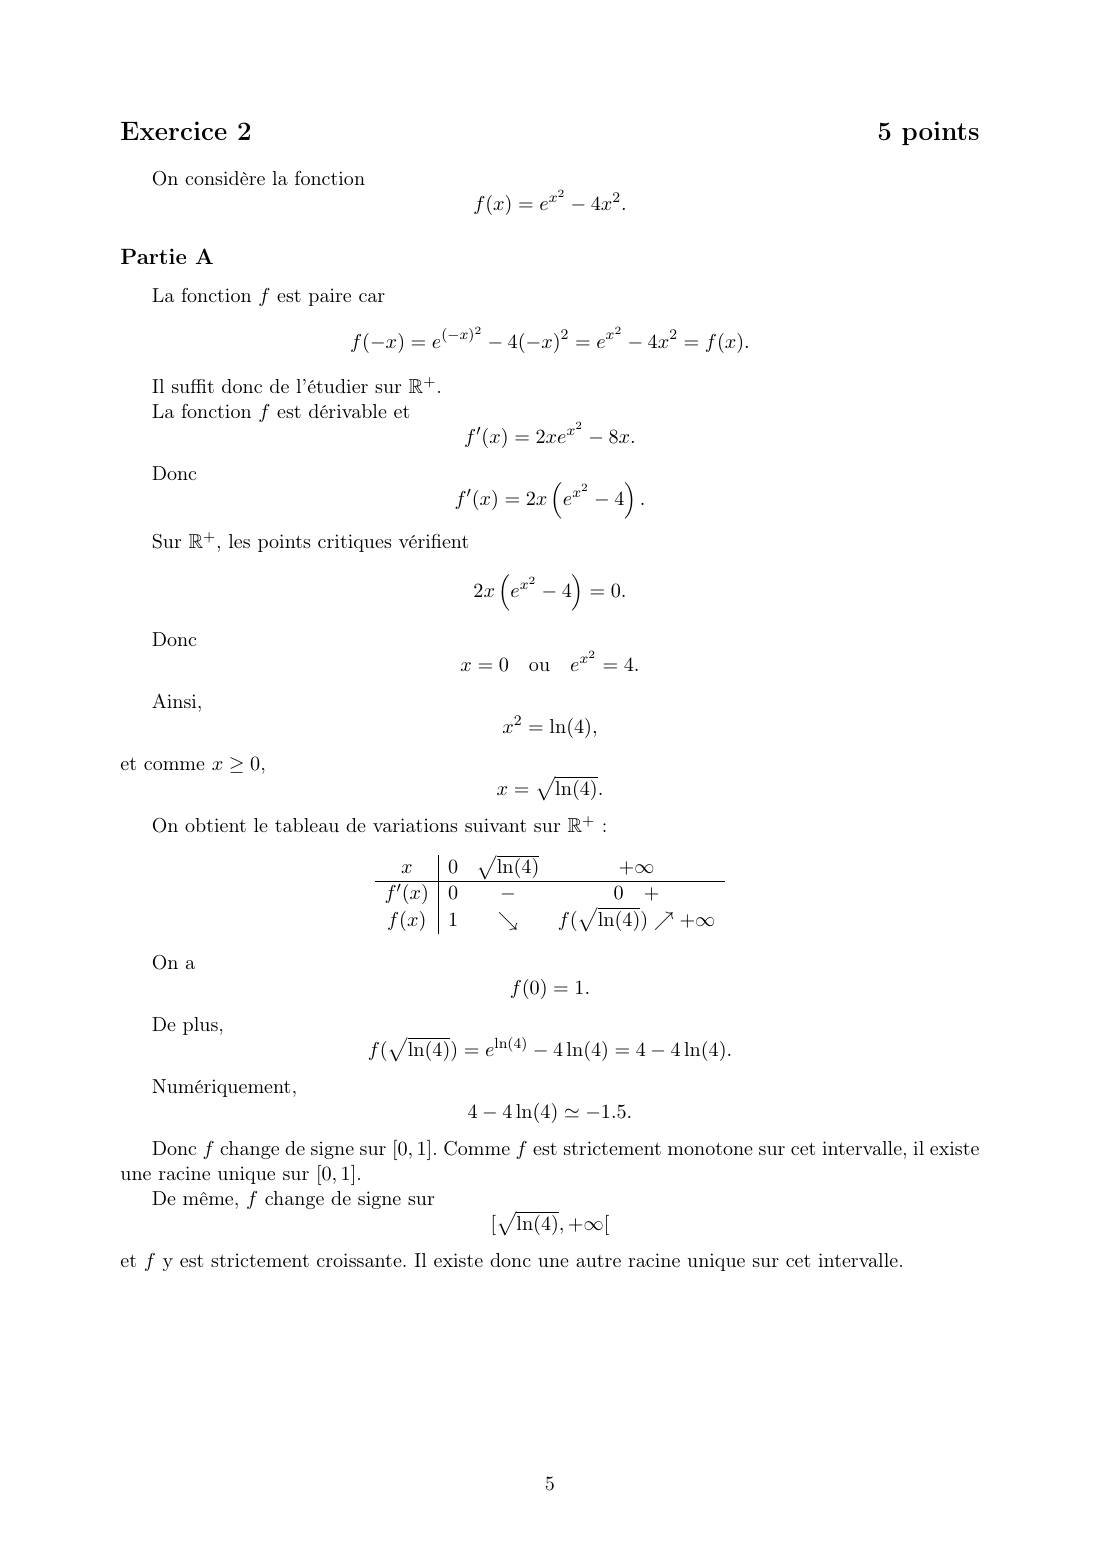 Exercice 2 5 points
On considère la fonction
f(x) = e^{x^2} − 4x^2.
Partie A
La fonction f est paire car
f(−x) = e^{(−x)^2} − 4(−x)^2 = e^{x^2} − 4x^2 = f(x).
Il suffit donc de l'étudier sur ℝ^+.
La fonction f est dérivable et
f′(x) = 2xe^{x^2} − 8x.
Donc
f′(x) = 2x(e^{x^2} − 4).
Sur ℝ^+, les points critiques vérifient
2x(e^{x^2} − 4) = 0.
Donc
x = 0 ou e^{x^2} = 4.
Ainsi,
x^2 = ln(4),
et comme x ≥ 0,
x = √ln(4).
On obtient le tableau de variations suivant sur ℝ^+ :
x | 0 √ln(4) +∞
f′(x) | 0 − 0 +
f(x) | 1 ↘ f(√ln(4)) ↗ +∞
On a
f(0) = 1.
De plus,
f(√ln(4)) = e^{ln(4)} − 4 ln(4) = 4 − 4 ln(4).
Numériquement,
4 − 4 ln(4) ≃ −1.5.
Donc f change de signe sur [0, 1]. Comme f est strictement monotone sur cet intervalle, il existe
une racine unique sur [0, 1].
De même, f change de signe sur
[√ln(4), +∞[
et f y est strictement croissante. Il existe donc une autre racine unique sur cet intervalle.
5